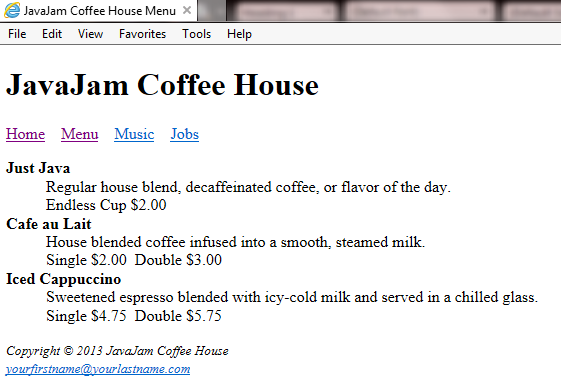 JavaJam Coffee House Menu
File Edit View Favorites Tools Help
JavaJam Coffee House
Home Menu Music Jobs
Just Java
Regular house blend, decaffeinated coffee, or flavor of the day.
Endless Cup $2.00
Cafe au Lait
House blended coffee infused into a smooth, steamed milk.
Single $2.00 Double $3.00
Iced Cappuccino
Sweetened espresso blended with icy-cold milk and served in a chilled glass.
Single $4.75 Double $5.75
Copyright © 2013 JavaJam Coffee House
yourfirstname@yourlastname.com